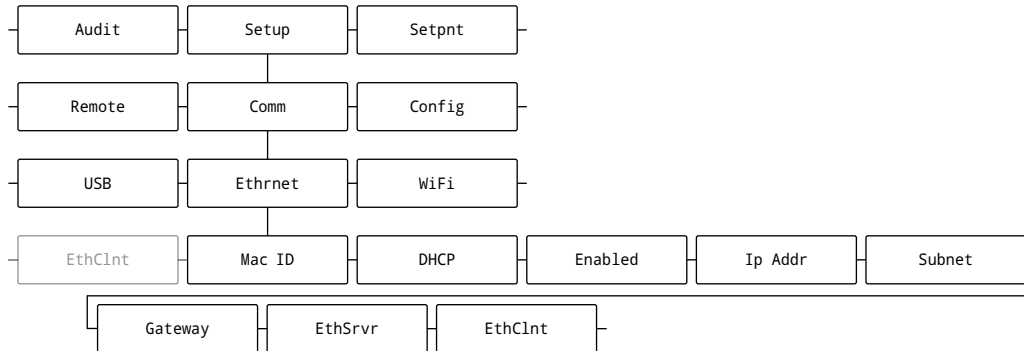 Audit Setup Setpnt
Remote Comm Config
USB Ethrnet WiFi
EthClnt Mac ID DHCP Enabled Ip Addr Subnet
Gateway EthSrvr EthClnt